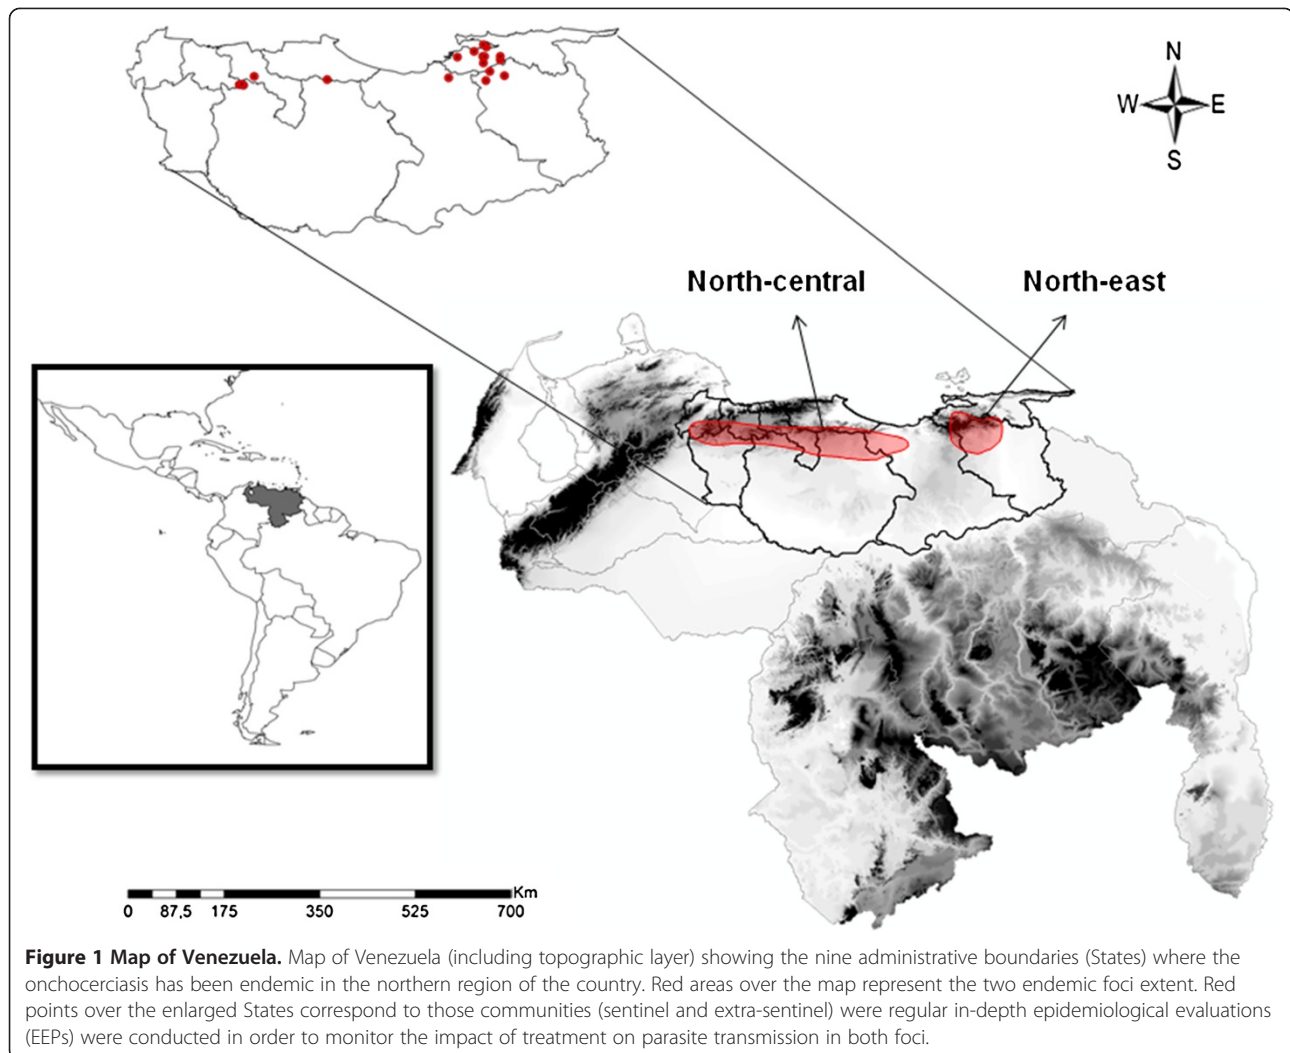 N
W E
S
North-central
North-east
Km
0 87,5 175 350 525 700
Figure 1 Map of Venezuela. Map of Venezuela (including topographic layer) showing the nine administrative boundaries (States) where the
onchocerciasis has been endemic in the northern region of the country. Red areas over the map represent the two endemic foci extent. Red
points over the enlarged States correspond to those communities (sentinel and extra-sentinel) were regular in-depth epidemiological evaluations
(EEPs) were conducted in order to monitor the impact of treatment on parasite transmission in both foci.